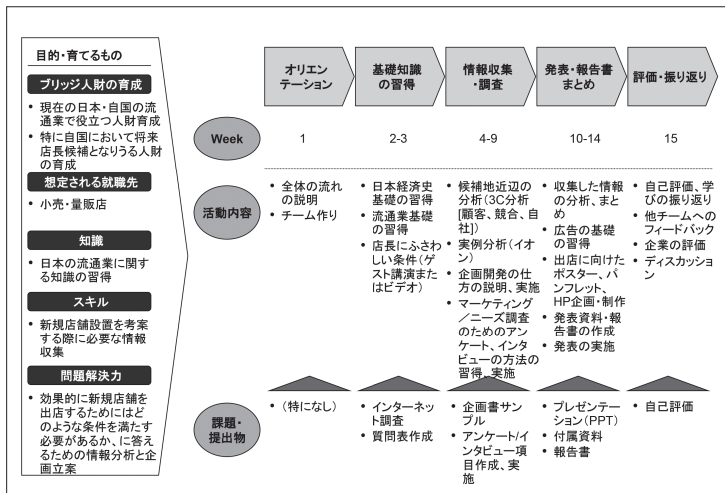 目的・育てるもの
ブリッジ人財の育成
• 現在の日本・自国の流
通業で役立つ人財育成
• 特に自国において将来
店長候補となりうる人財
の育成
想定される就職先
• 小売・量販店
知識
• 日本の流通業に関す
る知識の習得
スキル
• 新規店舗設置を考案
する際に必要な情報
収集
問題解決力
• 効果的に新規店舗を
出店するためにはど
のような条件を満たす
必要があるか、に答え
るための情報分析と企
画立案
オリエン
テーション
基礎知識
の習得
情報収集
・調査
発表・報告書
まとめ
評価・振り返り
Week
1
2-3
4-9
10-14
15
活動内容
• 全体の流れ
の説明
• チーム作り
• 日本経済史
基礎の習得
• 流通業基礎
の習得
• 店長にふさわ
しい条件(ゲ
スト講演また
はビデオ)
• 候補地近辺の
分析(3C分析
[顧客、競合、自
社])
• 実例分析(イオ
ン)
• 企画開発の仕
方の説明、実施
• マーケティング
/ニーズ調査
のためのアン
ケート、インタ
ビューの方法の
習得、実施
• 収集した情報
の分析、まと
め
• 広告の基礎
の習得
• 出店に向けた
ポスター、パ
ンフレット、
HP企画・制作
• 発表資料・報
告書の作成
• 発表の実施
• 自己評価、学
びの振り返り
• 他チームへの
フィードバック
• 企業の評価
• ディスカッショ
ン
課題・
提出物
• (特になし)
• インターネッ
ト調査
• 質問表作成
• 企画書サン
プル
• アンケート/イ
ンタビュー項
目作成、実
施
• プレゼンテー
ション(PPT)
• 付属資料
• 報告書
• 自己評価